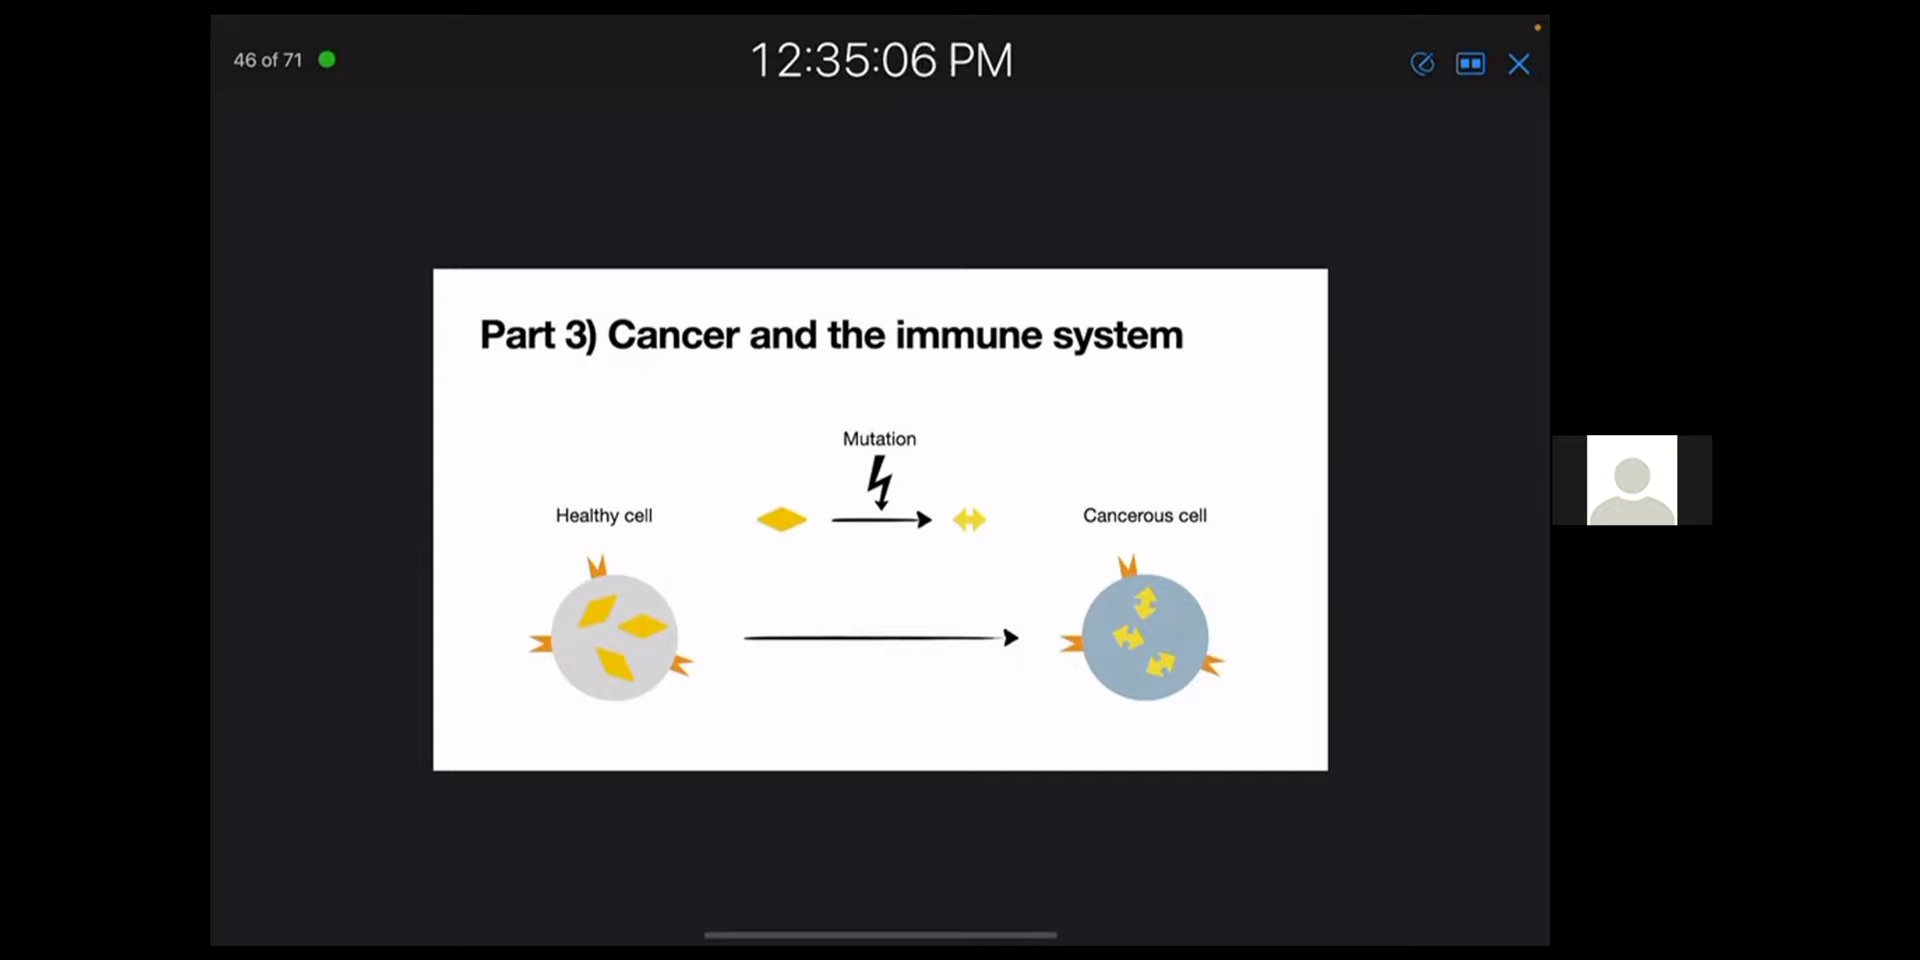 46 of 71
12:35:06 PM
Part 3) Cancer and the immune system
Mutation
Healthy cell
Cancerous cell